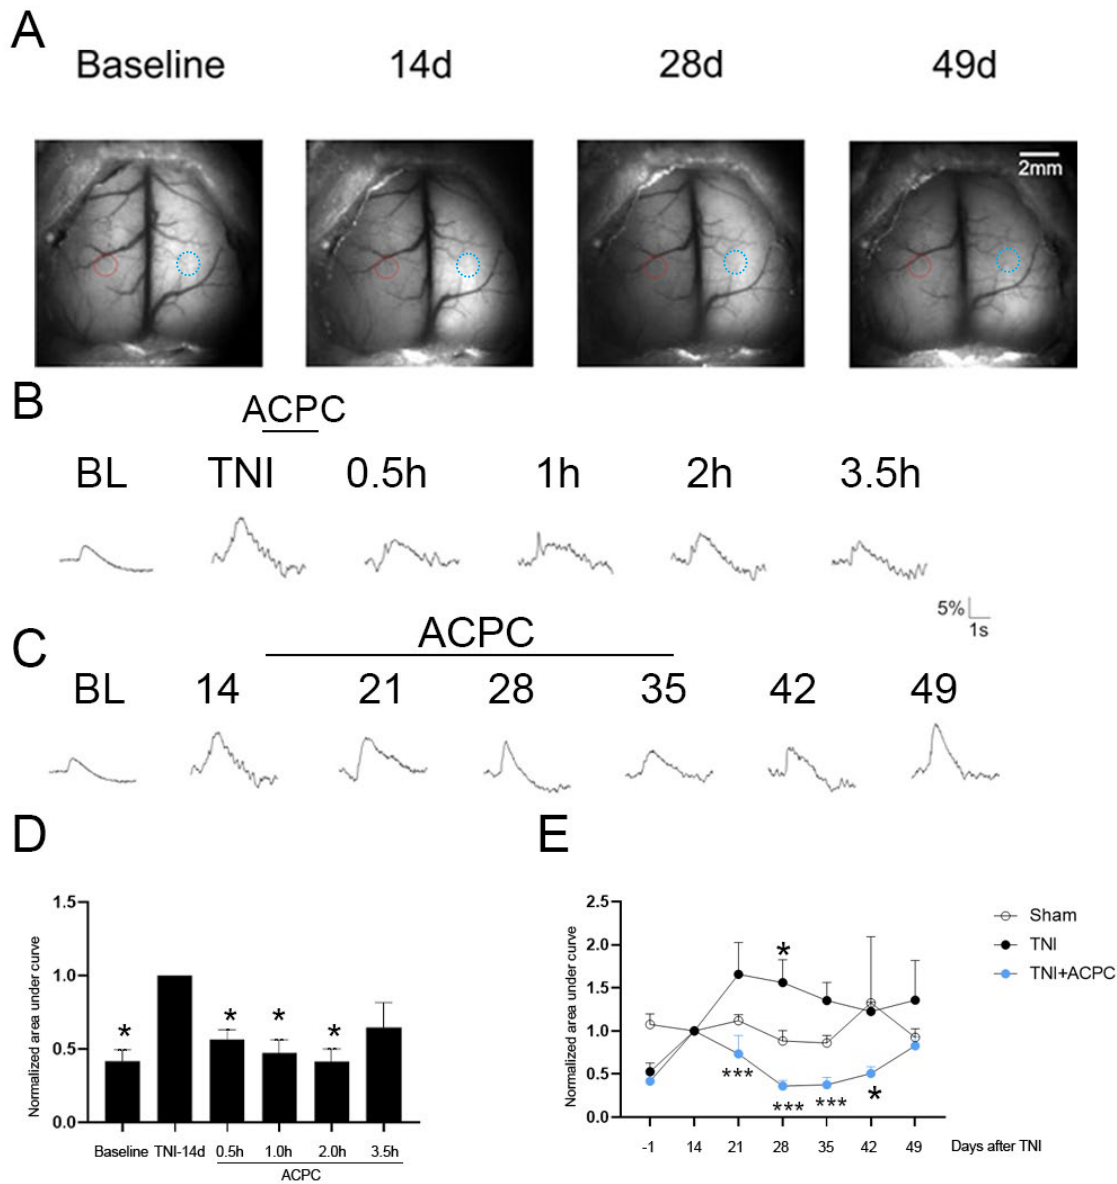 A
Baseline 14d 28d 49d
2mm
B
ACPC
BL TNI 0.5h 1h 2h 3.5h
5%
1s
C
ACPC
BL 14 21 28 35 42 49
D
Normalized area under curve
1.5
1.0
0.5
0.0
* * * *
Baseline TNI-14d 0.5h 1.0h 2.0h 3.5h
ACPC
E
Normalized area under curve
2.5
2.0
1.5
1.0
0.5
0.0
*
*** *** *** *
-1 14 21 28 35 42 49 Days after TNI
Sham
TNI
TNI+ACPC